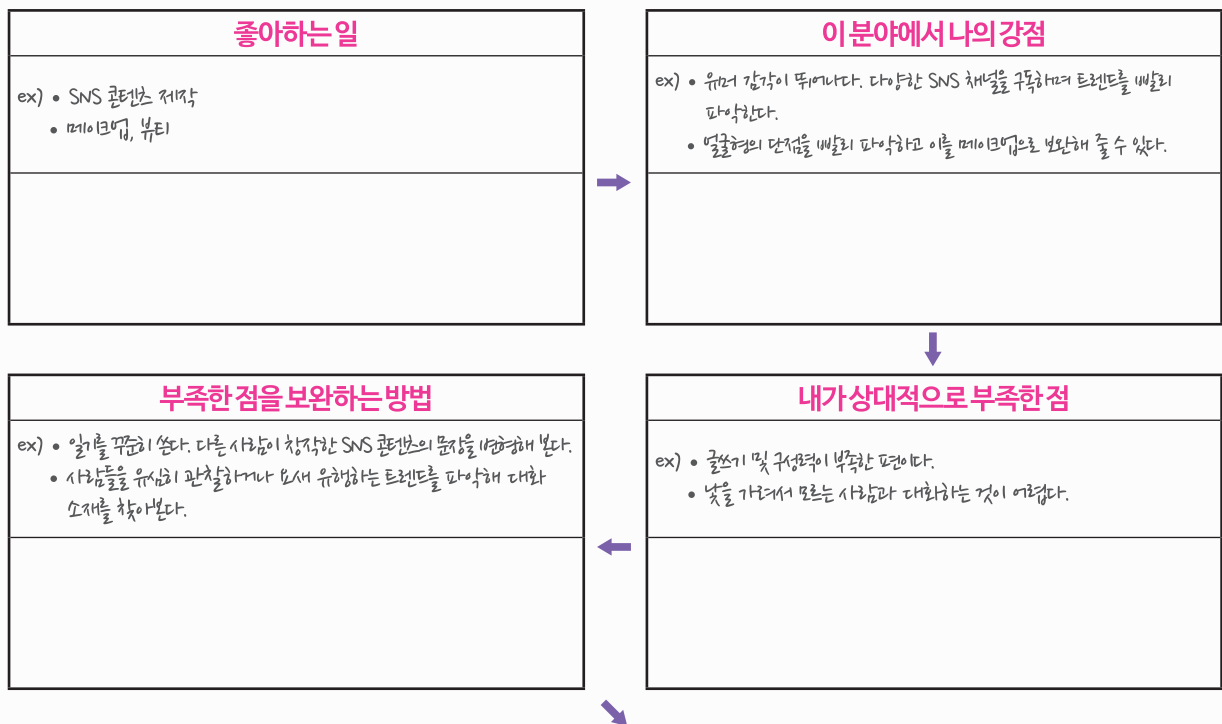 좋아하는 일
ex) • SNS 콘텐츠 제작
• 메이크업, 뷰티
이 분야에서 나의 강점
ex) • 유머 감각이 뛰어나다. 다양한 SNS 채널을 구독하며 트렌드를 빨리
파악한다.
• 얼굴형의 단점을 빨리 파악하고 이를 메이크업으로 보완해 줄 수 있다.
내가 상대적으로 부족한 점
ex) • 글쓰기 및 구성력이 부족한 편이다.
• 낯을 가려서 모르는 사람과 대화하는 것이 어렵다.
부족한 점을 보완하는 방법
ex) • 일기를 꾸준히 쓴다. 다른 사람이 창작한 SNS 콘텐츠의 문장을 변형해 본다.
• 사람들을 유심히 관찰하거나 요새 유행하는 트렌드를 파악해 대화
소재를 찾아본다.